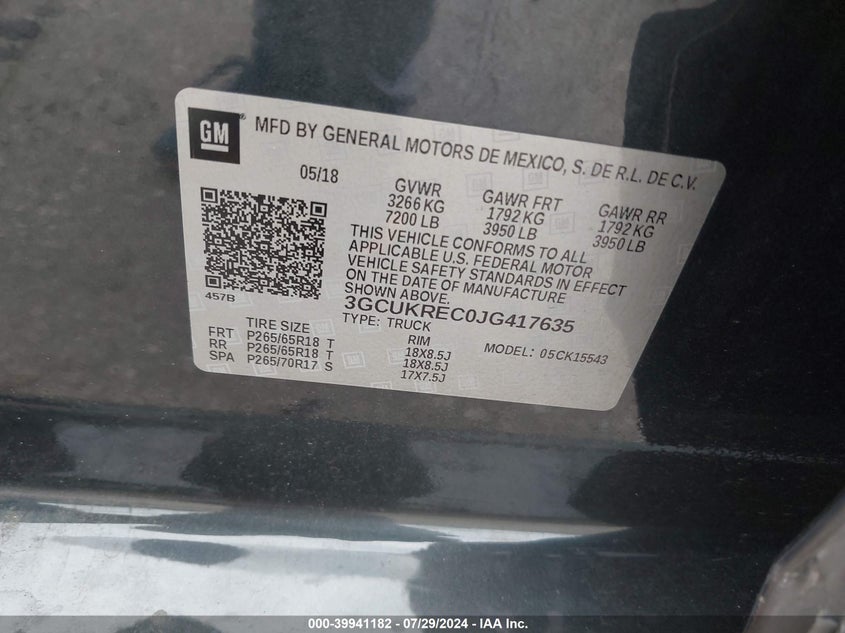 GM® MFD BY GENERAL MOTORS DE MEXICO, S. DE R.L. DE C.V.
05/18 GVWR GAWR FRT GAWR RR
3266 KG 1792 KG 1792 KG
7200 LB 3950 LB 3950 LB
THIS VEHICLE CONFORMS TO ALL
APPLICABLE U.S. FEDERAL MOTOR
VEHICLE SAFETY STANDARDS IN EFFECT
ON THE DATE OF MANUFACTURE
SHOWN ABOVE.
457B
3GCUKREC0JG417635
TYPE: TRUCK
MODEL: 05CK15543
TIRE SIZE RIM
FRT P265/65R18 T 18X8.5J
RR P265/65R18 T 18X8.5J
SPA P265/70R17 S 17X7.5J
000-39941182 - 07/29/2024 - IAA Inc.